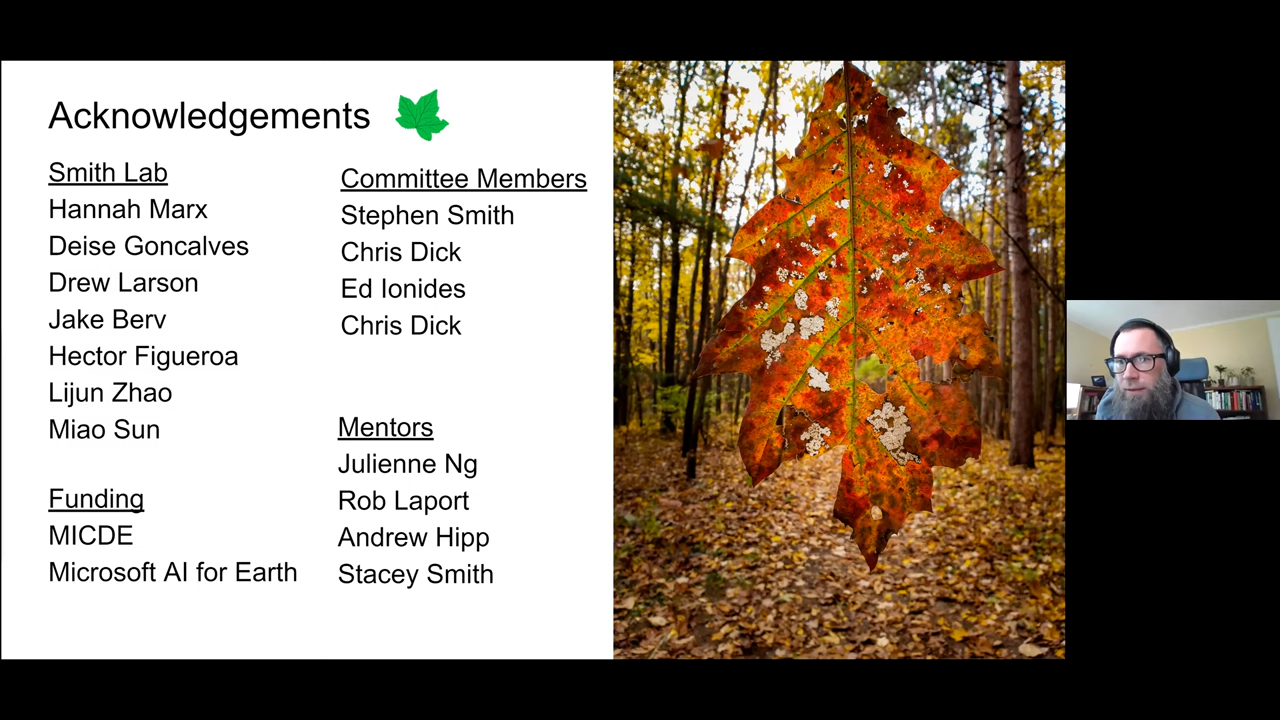 Acknowledgements
Smith Lab
Hannah Marx
Deise Goncalves
Drew Larson
Jake Berv
Hector Figueroa
Lijun Zhao
Miao Sun
Funding
MICDE
Microsoft AI for Earth
Committee Members
Stephen Smith
Chris Dick
Ed Ionides
Chris Dick
Mentors
Julienne Ng
Rob Laport
Andrew Hipp
Stacey Smith